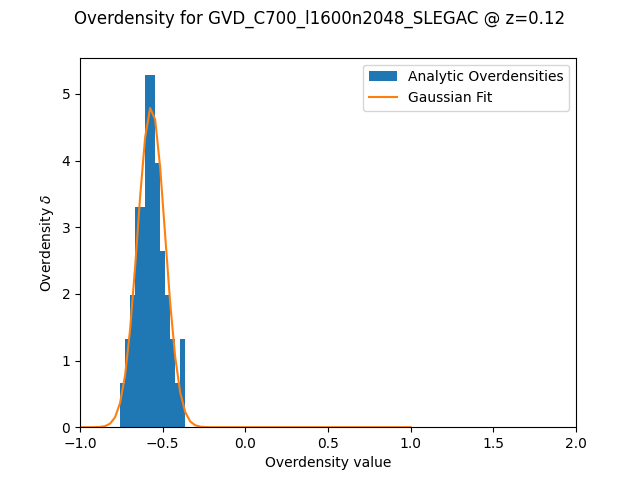 Overdensity for GVD_C700_l1600n2048_SLEGAC @ z=0.12
Analytic Overdensities
Gaussian Fit
Overdensity δ
5
4
3
2
1
0
−1.0 −0.5 0.0 0.5 1.0 1.5 2.0
Overdensity value